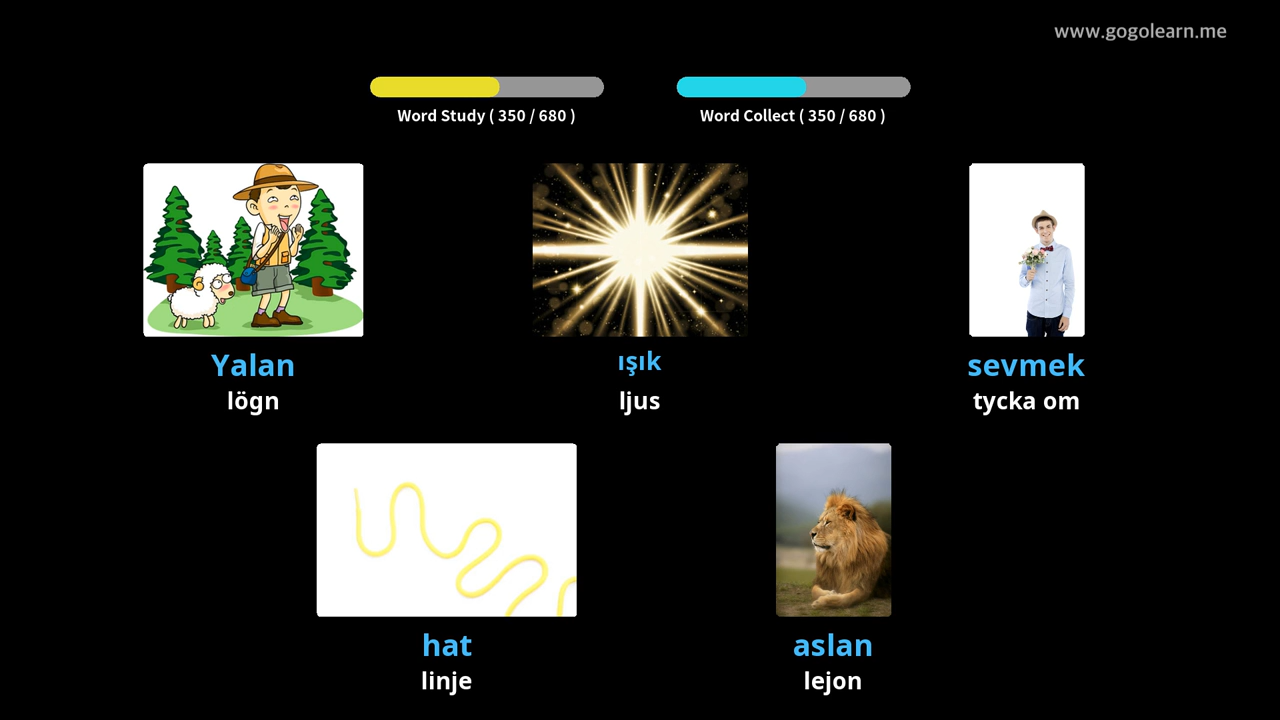 www.gogolearn.me
Word Study ( 350 / 680 )
Word Collect ( 350 / 680 )
Yalan
lögn
ışık
ljus
sevmek
tycka om
hat
linje
aslan
lejon